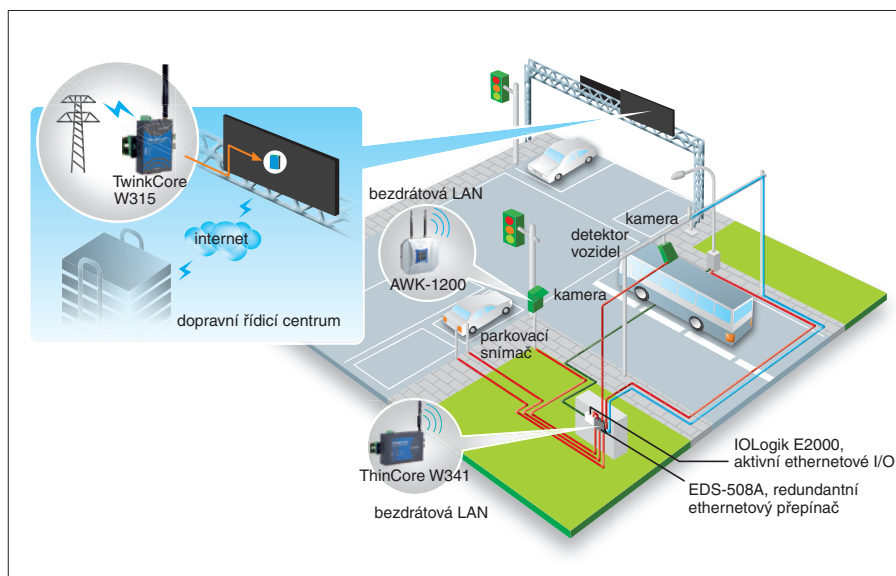 TwinkCore
W315
internet
dopravní řídicí centrum
bezdrátová LAN
AWK-1200
kamera
detektor
vozidel
kamera
parkovací
snímač
ThinCore W341
bezdrátová LAN
IOLogik E2000,
aktivní ethernetové I/O
EDS-508A, redundantní
ethernetový přepínač